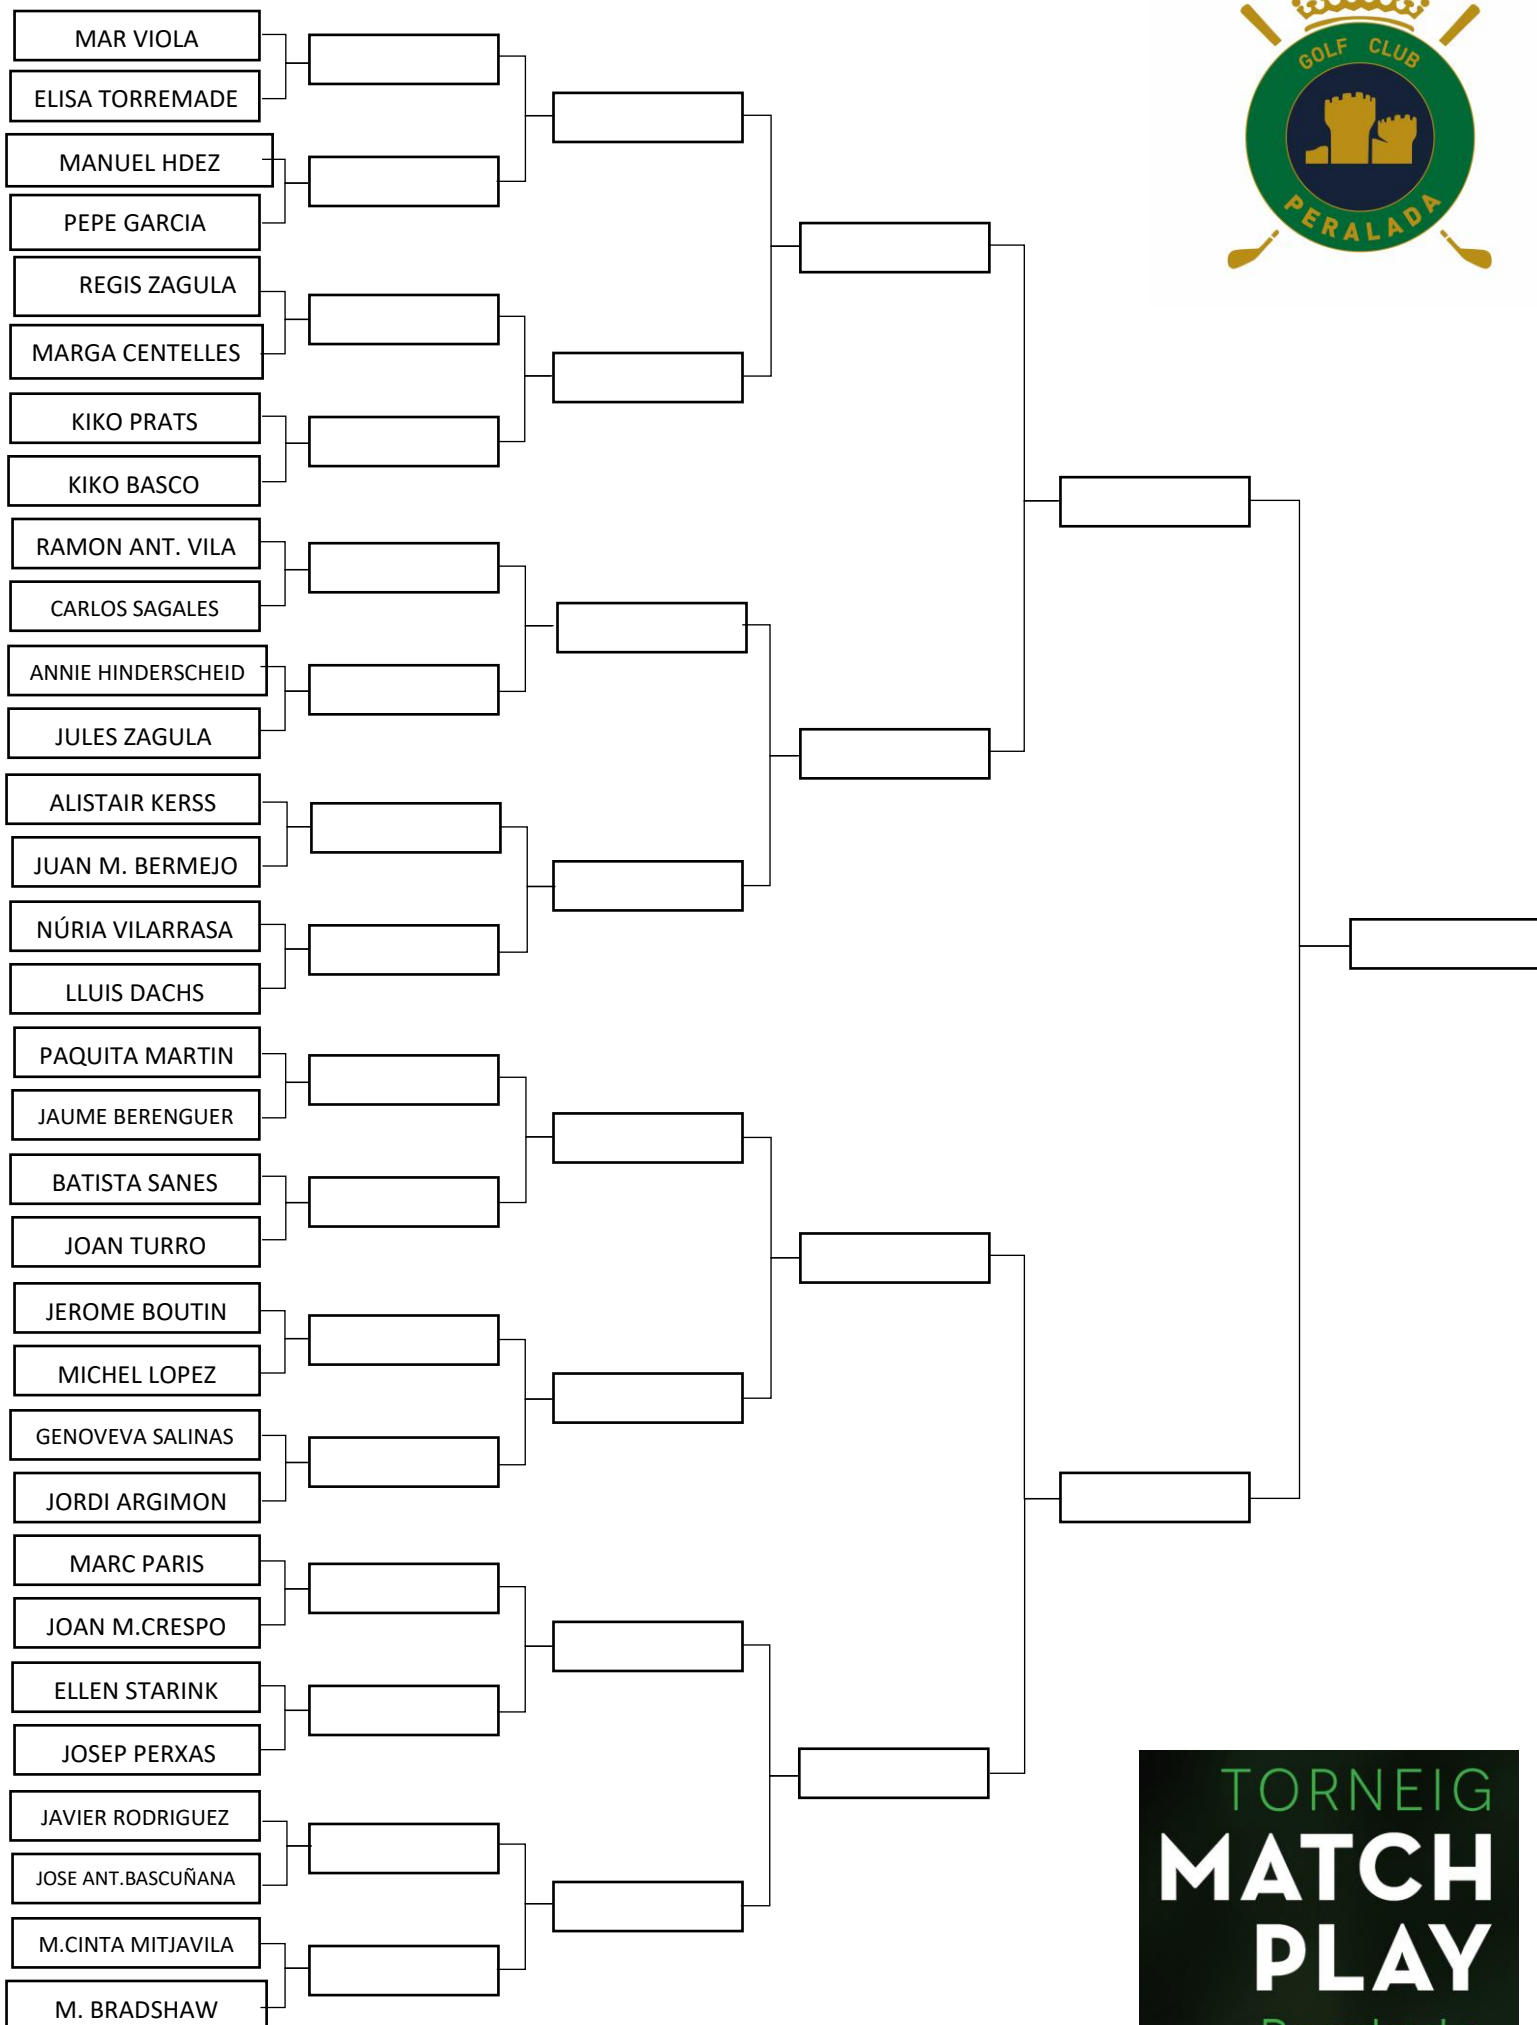 MAR VIOLA
ELISA TORREMADE
MANUEL HDEZ
PEPE GARCIA
REGIS ZAGULA
MARGA CENTELLES
KIKO PRATS
KIKO BASCO
RAMON ANT. VILA
CARLOS SAGALES
ANNIE HINDERSCHEID
JULES ZAGULA
ALISTAIR KERSS
JUAN M. BERMEJO
NÚRIA VILARRASA
LLUIS DACHS
PAQUITA MARTIN
JAUME BERENGUER
BATISTA SANES
JOAN TURRO
JEROME BOUTIN
MICHEL LOPEZ
GENOVEVA SALINAS
JORDI ARGIMON
MARC PARIS
JOAN M.CRESPO
ELLEN STARINK
JOSEP PERXAS
JAVIER RODRIGUEZ
JOSE ANT.BASCUÑANA
M.CINTA MITJAVILA
M. BRADSHAW
GOLF CLUB
PERALADA
TORNEIG
MATCH
PLAY